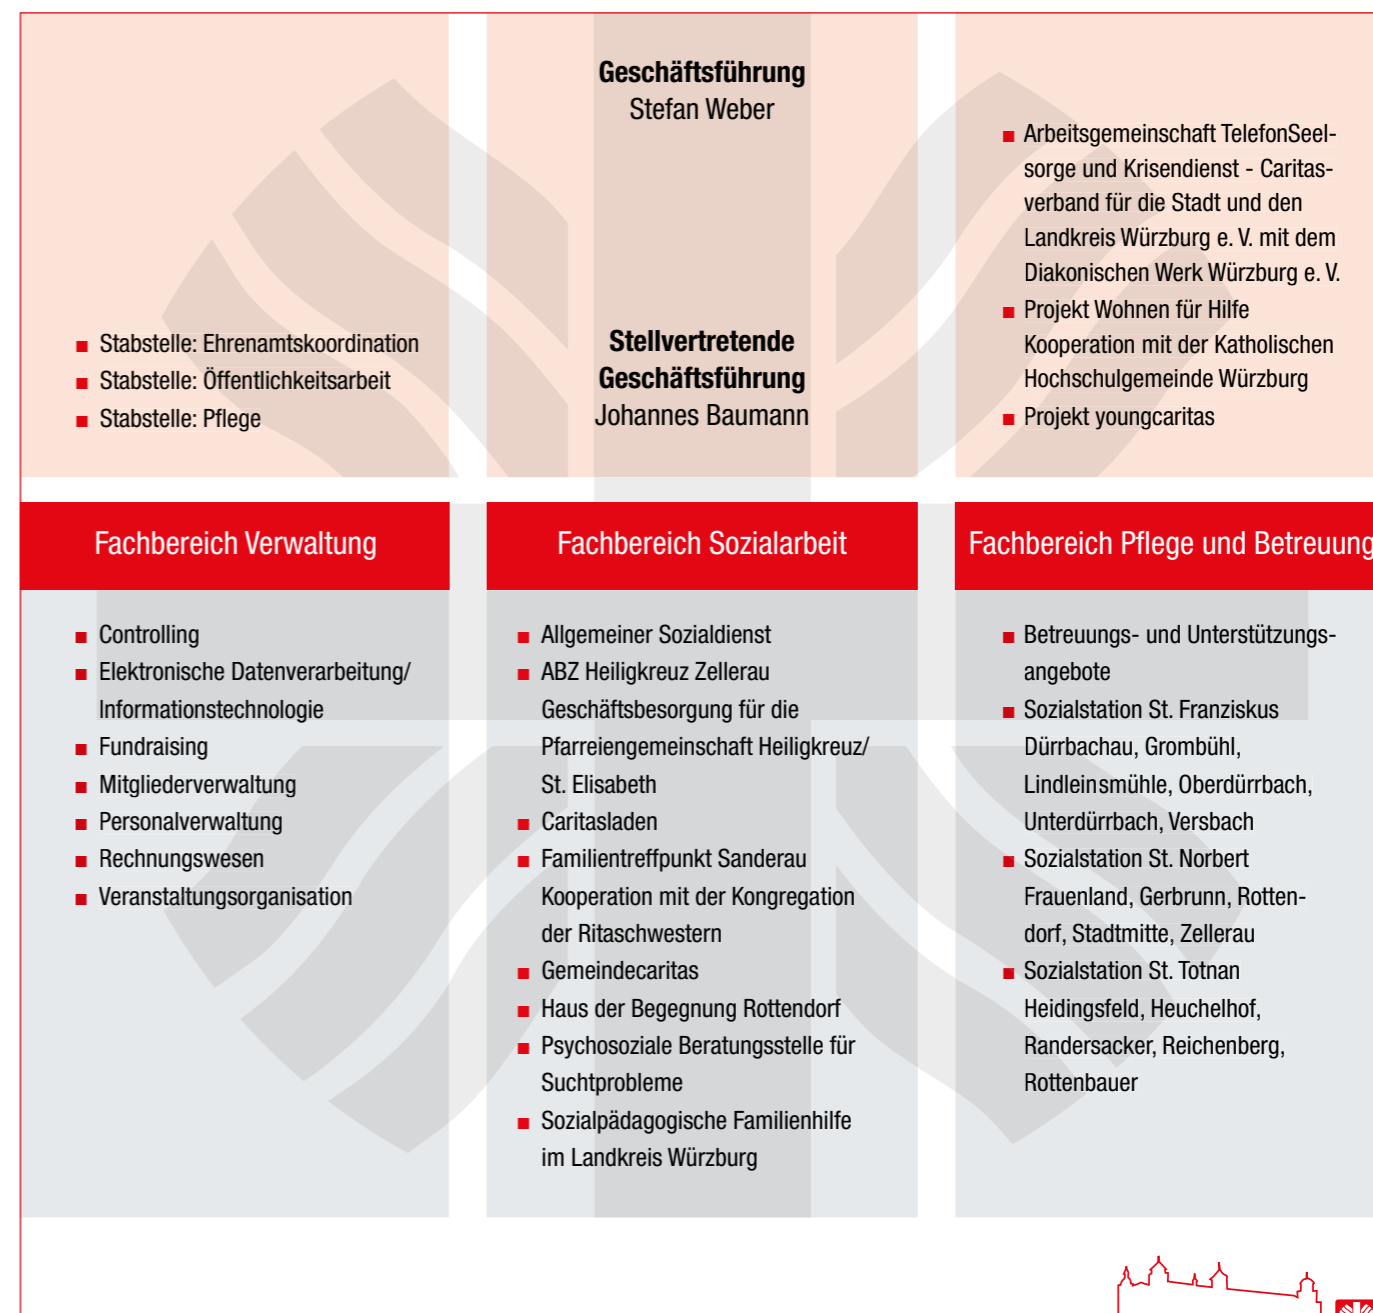 Geschäftsführung
Stefan Weber
Stellvertretende
Geschäftsführung
Johannes Baumann
■ Stabstelle: Ehrenamtskoordination
■ Stabstelle: Öffentlichkeitsarbeit
■ Stabstelle: Pflege
■ Arbeitsgemeinschaft TelefonSeel-
sorge und Krisendienst - Caritas-
verband für die Stadt und den
Landkreis Würzburg e. V. mit dem
Diakonischen Werk Würzburg e. V.
■ Projekt Wohnen für Hilfe
Kooperation mit der Katholischen
Hochschulgemeinde Würzburg
■ Projekt youngcaritas
Fachbereich Verwaltung
■ Controlling
■ Elektronische Datenverarbeitung/
Informationstechnologie
■ Fundraising
■ Mitgliederverwaltung
■ Personalverwaltung
■ Rechnungswesen
■ Veranstaltungsorganisation
Fachbereich Sozialarbeit
■ Allgemeiner Sozialdienst
■ ABZ Heiligkreuz Zellerau
Geschäftsbesorgung für die
Pfarreiengemeinschaft Heiligkreuz/
St. Elisabeth
■ Caritasladen
■ Familientreffpunkt Sanderau
Kooperation mit der Kongregation
der Ritaschwestern
■ Gemeindecaritas
■ Haus der Begegnung Rottendorf
■ Psychosoziale Beratungsstelle für
Suchtprobleme
■ Sozialpädagogische Familienhilfe
im Landkreis Würzburg
Fachbereich Pflege und Betreuung
■ Betreuungs- und Unterstützungs-
angebote
■ Sozialstation St. Franziskus
Dürrbachau, Grombühl,
Lindleinsmühle, Oberdürrbach,
Unterdürrbach, Versbach
■ Sozialstation St. Norbert
Frauenland, Gerbrunn, Rotten-
dorf, Stadtmitte, Zellerau
■ Sozialstation St. Totnan
Heidingsfeld, Heuchelhof,
Randersacker, Reichenberg,
Rottenbauer